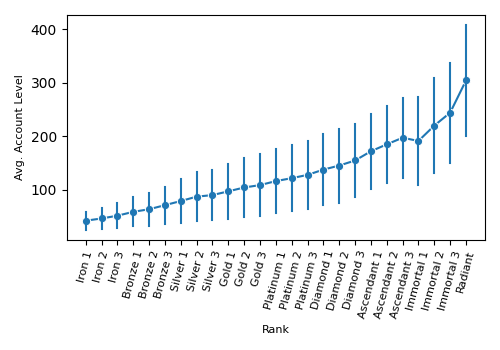 400
300
200
100
Avg. Account Level
Iron 1
Iron 2
Iron 3
Bronze 1
Bronze 2
Bronze 3
Silver 1
Silver 2
Silver 3
Gold 1
Gold 2
Gold 3
Platinum 1
Platinum 2
Platinum 3
Diamond 1
Diamond 2
Diamond 3
Ascendant 1
Ascendant 2
Ascendant 3
Immortal 1
Immortal 2
Immortal 3
Radiant
Rank